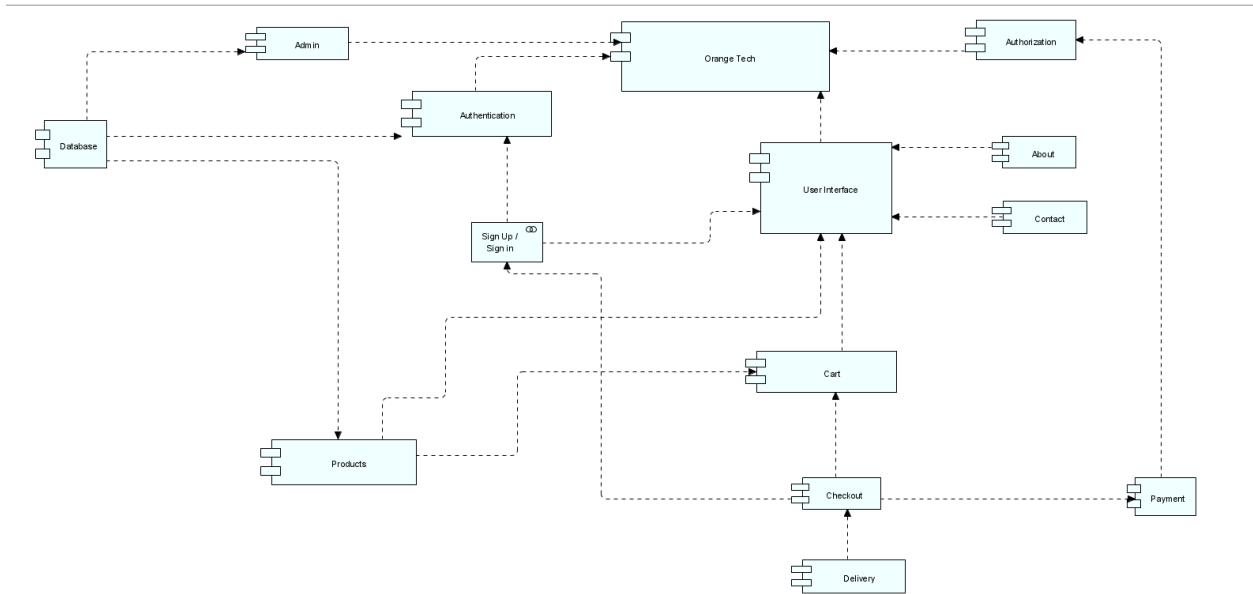 Admin
Orange Tech
Authorization
Authentication
Database
About
User Interface
Contact
Sign Up /
Sign in
Cart
Products
Checkout
Payment
Delivery